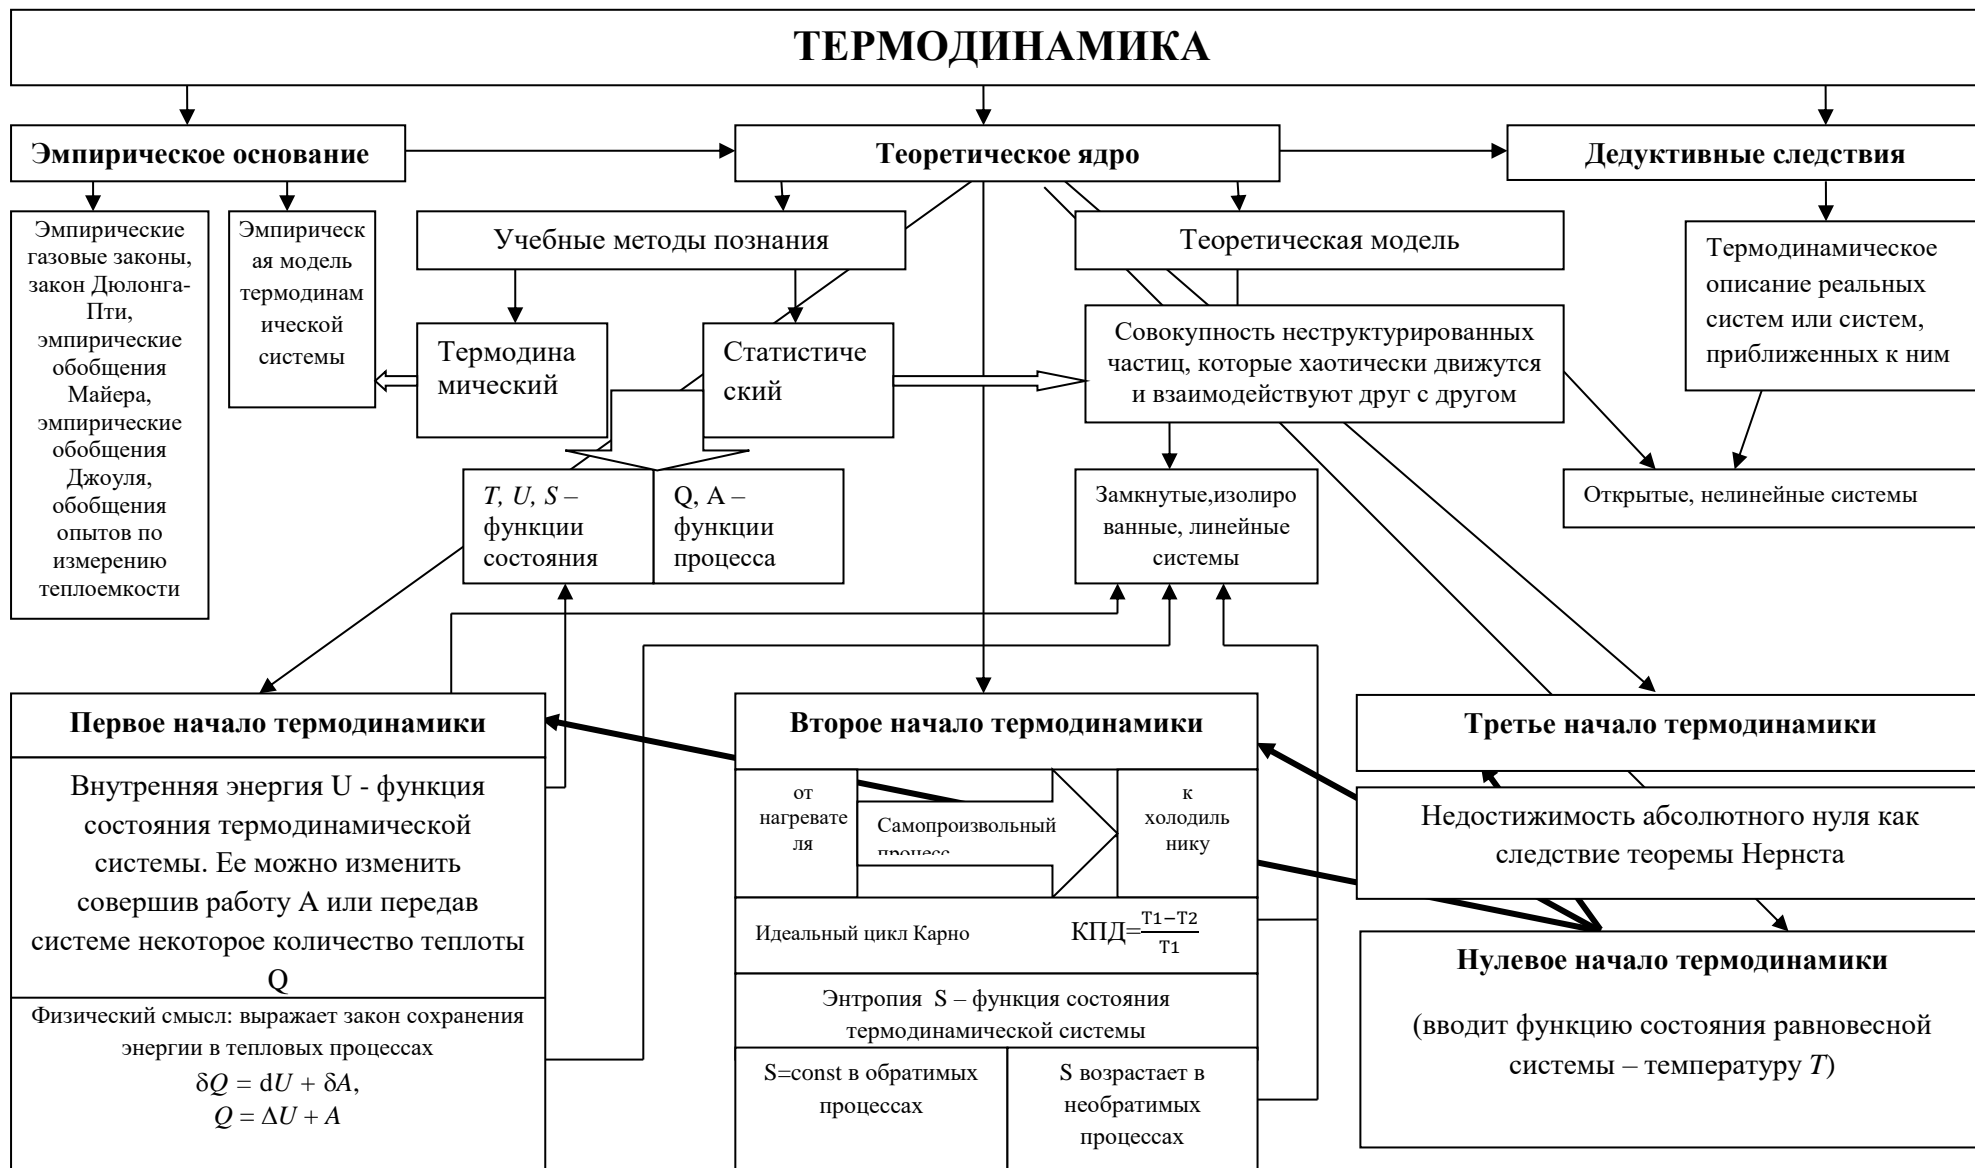 ТЕРМОДИНАМИКА
Эмпирическое основание
Теоретическое ядро
Дедуктивные следствия
Эмпирические
газовые законы,
закон Дюлонга-
Пти,
эмпирические
обобщения
Майера,
эмпирические
обобщения
Джоуля,
обобщения
опытов по
измерению
теплоемкости
Эмпирическ
ая модель
термодинам
ической
системы
Учебные методы познания
Теоретическая модель
Термодинамическое
описание реальных
систем или систем,
приближенных к ним
Термодина
мический
Статистиче
ский
Совокупность неструктурированных
частиц, которые хаотически движутся
и взаимодействуют друг с другом
T, U, S –
функции
состояния
Q, A –
функции
процесса
Замкнутые,изолиро
ванные, линейные
системы
Открытые, нелинейные системы
Первое начало термодинамики
Внутренняя энергия U - функция
состояния термодинамической
системы. Ее можно изменить
совершив работу A или передав
системе некоторое количество теплоты
Q
Физический смысл: выражает закон сохранения
энергии в тепловых процессах
δQ = dU + δA,
Q = ΔU + A
Второе начало термодинамики
от
нагревате
ля
Самопроизвольный
процесс
к
холодиль
нику
Идеальный цикл Карно КПД=T1−T2/T1
Энтропия S – функция состояния
термодинамической системы
S=const в обратимых
процессах
S возрастает в
необратимых
процессах
Третье начало термодинамики
Недостижимость абсолютного нуля как
следствие теоремы Нернста
Нулевое начало термодинамики
(вводит функцию состояния равновесной
системы – температуру T)